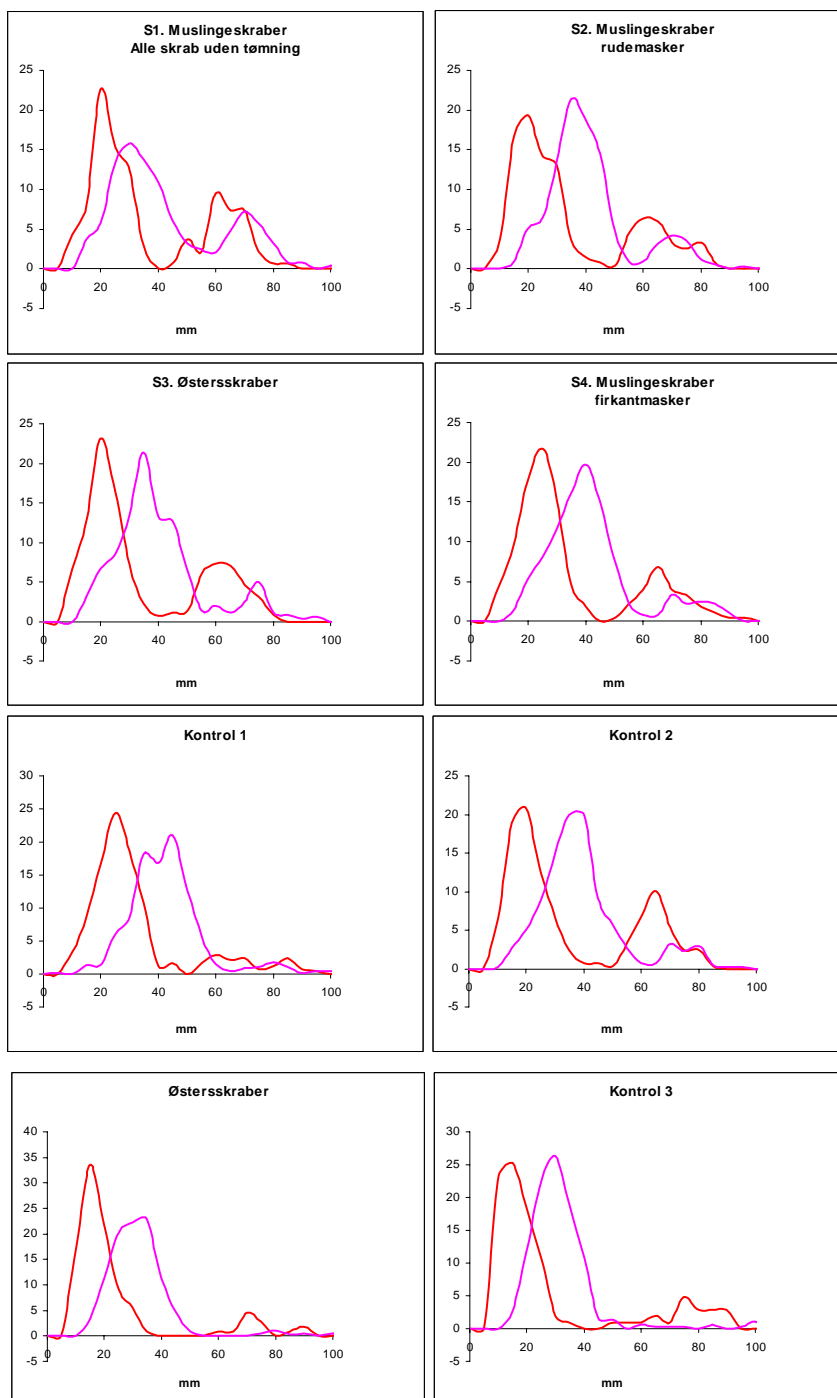 S1. Muslingeskraber
Alle skrab uden tømning
25
20
15
10
5
0
-5
0 20 40 60 80 100
mm
S2. Muslingeskraber
rudemasker
25
20
15
10
5
0
-5
0 20 40 60 80 100
mm
S3. Østersskraber
25
20
15
10
5
0
-5
0 20 40 60 80 100
mm
S4. Muslingeskraber
firkantmasker
25
20
15
10
5
0
-5
0 20 40 60 80 100
mm
Kontrol 1
30
25
20
15
10
5
0
-5
0 20 40 60 80 100
mm
Kontrol 2
25
20
15
10
5
0
-5
0 20 40 60 80 100
mm
Østersskraber
40
35
30
25
20
15
10
5
0
-5
0 20 40 60 80 100
mm
Kontrol 3
30
25
20
15
10
5
0
-5
0 20 40 60 80 100
mm